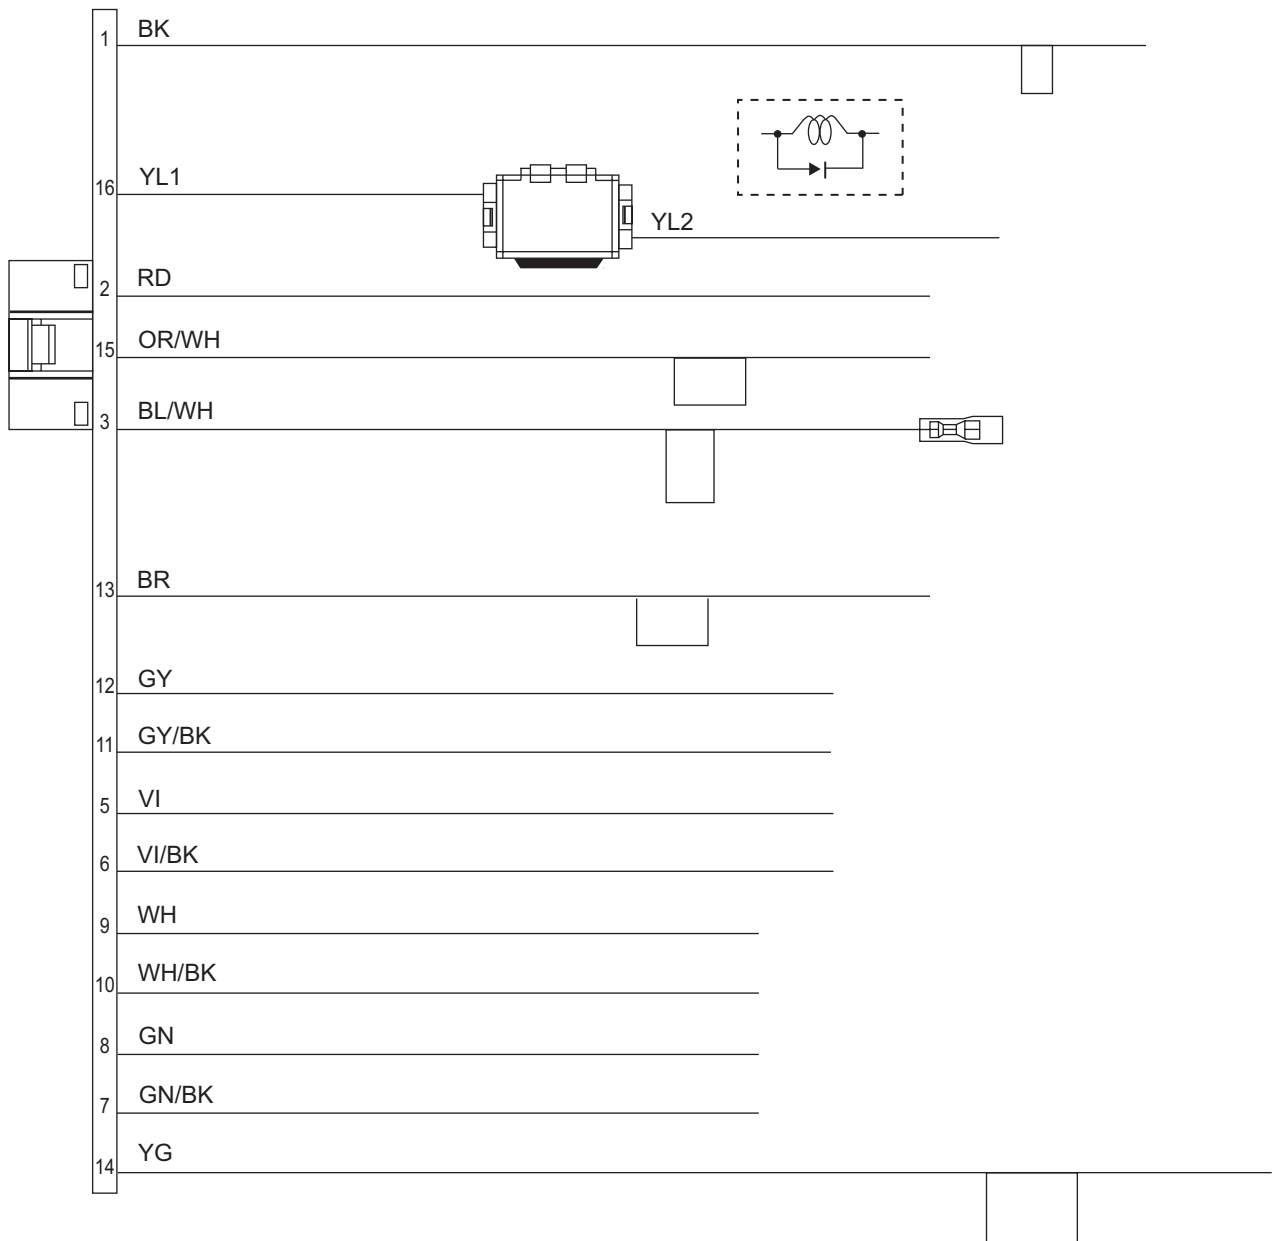 1 BK
16 YL1
YL2
2 RD
15 OR/WH
3 BL/WH
13 BR
12 GY
11 GY/BK
5 VI
6 VI/BK
9 WH
10 WH/BK
8 GN
7 GN/BK
14 YG